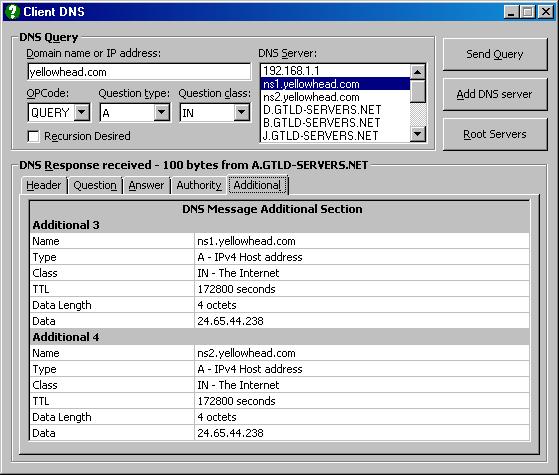 Client DNS
DNS Query
Domain name or IP address:
yellowhead.com
OPCode: Question type: Question class:
QUERY A IN
Recursion Desired
DNS Server:
192.168.1.1
ns1.yellowhead.com
ns2.yellowhead.com
D.GTLD-SERVERS.NET
G.GTLD-SERVERS.NET
J.GTLD-SERVERS.NET
Send Query
Add DNS server
Root Servers
DNS Response received - 100 bytes from A.GTLD-SERVERS.NET
Header Question Answer Authority Additional
DNS Message Additional Section
Additional 3
Name ns1.yellowhead.com
Type A - IPv4 Host address
Class IN - The Internet
TTL 172800 seconds
Data Length 4 octets
Data 24.65.44.238
Additional 4
Name ns2.yellowhead.com
Type A - IPv4 Host address
Class IN - The Internet
TTL 172800 seconds
Data Length 4 octets
Data 24.65.44.238